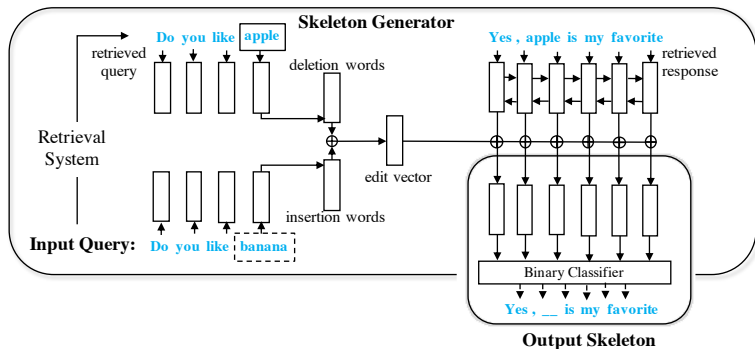 Skeleton Generator
Do you like apple
Yes , apple is my favorite
retrieved
query
retrieved
response
deletion words
Retrieval
System
edit vector
insertion words
Input Query: Do you like banana
Binary Classifier
Yes , __ is my favorite
Output Skeleton